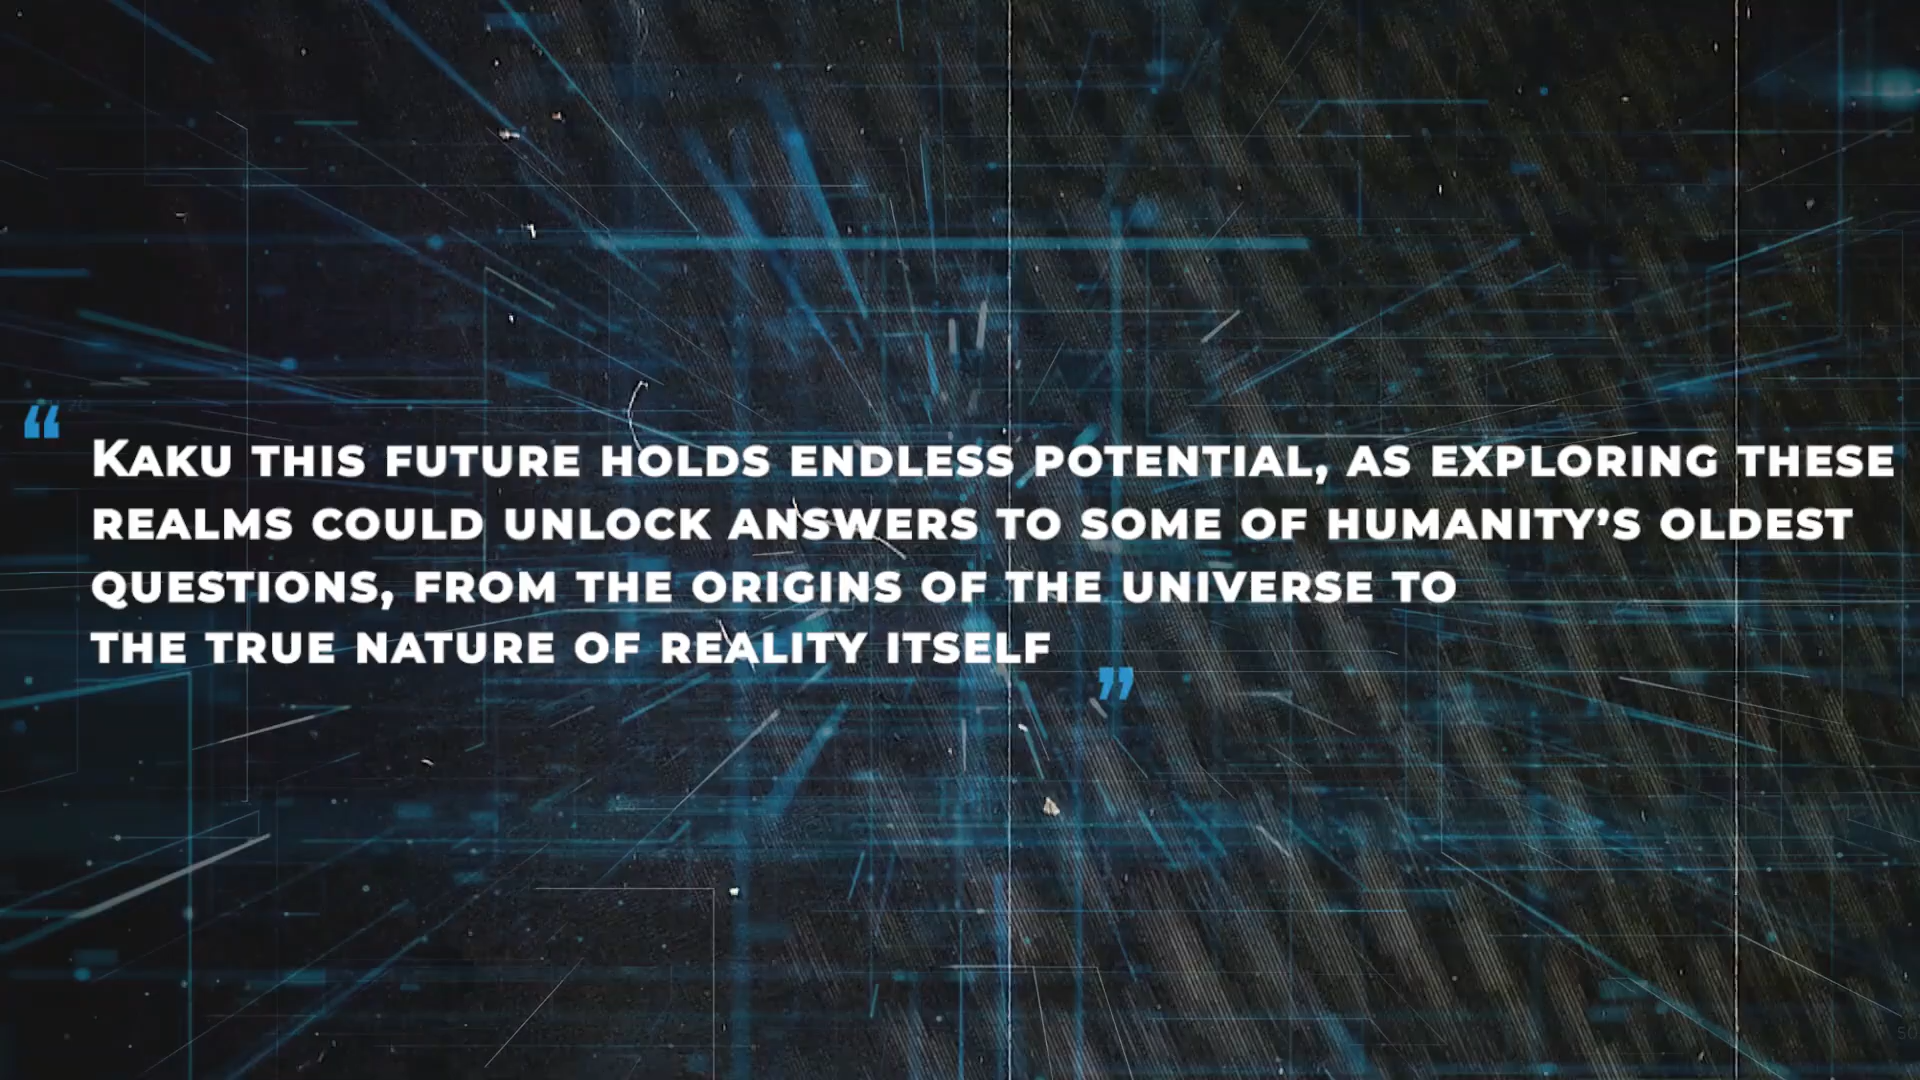 “ KAKU THIS FUTURE HOLDS ENDLESS POTENTIAL, AS EXPLORING THESE
REALMS COULD UNLOCK ANSWERS TO SOME OF HUMANITY’S OLDEST
QUESTIONS, FROM THE ORIGINS OF THE UNIVERSE TO
THE TRUE NATURE OF REALITY ITSELF ”